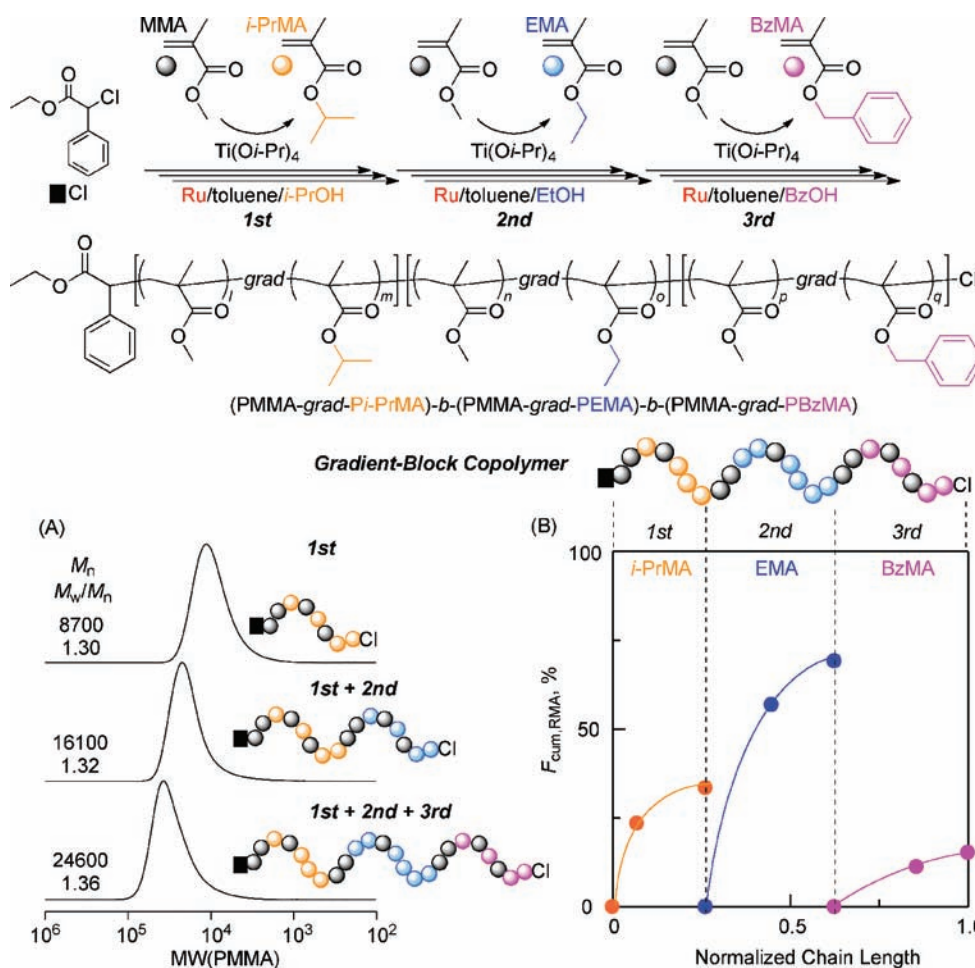 MMA i-PrMA EMA BzMA
O O O O O O
O O O O O O
O Cl
O
Ti(Oi-Pr)4 Ti(Oi-Pr)4 Ti(Oi-Pr)4
Cl
Ru/toluene/i-PrOH Ru/toluene/EtOH Ru/toluene/BzOH
1st 2nd 3rd
O
O grad grad grad Cl
l m n o p q
O O O O O O
O O O O O O
(PMMA-grad-Pi-PrMA)-b-(PMMA-grad-PEMA)-b-(PMMA-grad-PBzMA)
Gradient-Block Copolymer
Cl
(A)
Mn
Mw/Mn
1st
8700
1.30
Cl
1st + 2nd
16100
1.32
Cl
1st + 2nd + 3rd
24600
1.36
Cl
10^6 10^5 10^4 10^3 10^2
MW(PMMA)
(B)
1st 2nd 3rd
100
i-PrMA EMA BzMA
Fcum,RMA, %
50
0
0 0.5 1.0
Normalized Chain Length